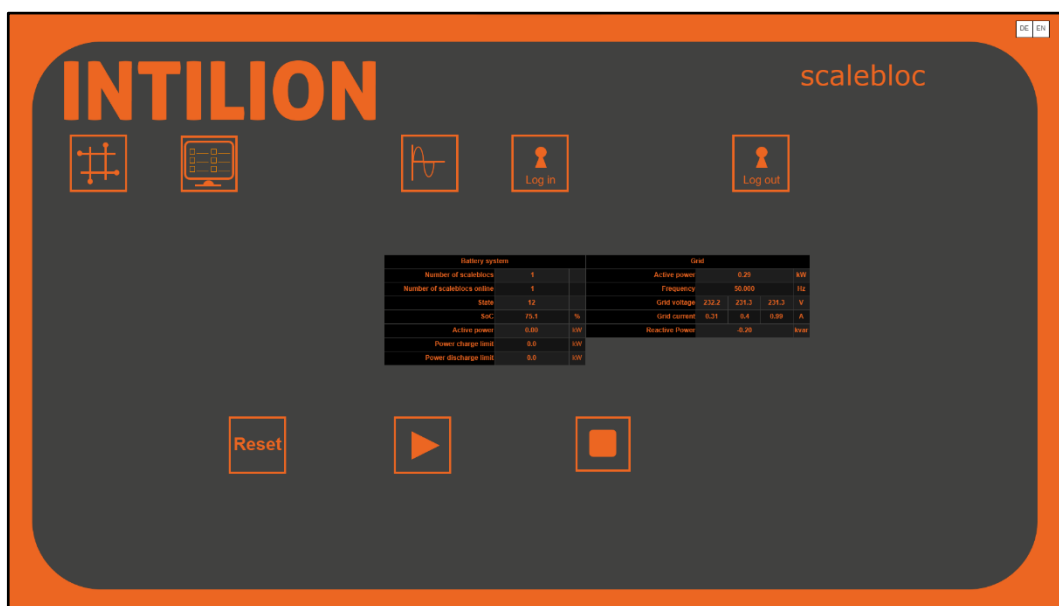 DE EN
INTILION
scalebloc
Log in
Log out
Battery system
Number of scaleblocs 1
Number of scaleblocs online 1
State 12
SoC 75.1 %
Active power 0.00 kW
Power charge limit 0.0 kW
Power discharge limit 0.0 kW
Grid
Active power 0.25 kW
Frequency 50.000 Hz
Grid voltage 232.2 231.3 231.3 V
Grid current 0.31 0.4 0.89 A
Reactive Power -0.20 kvar
Reset